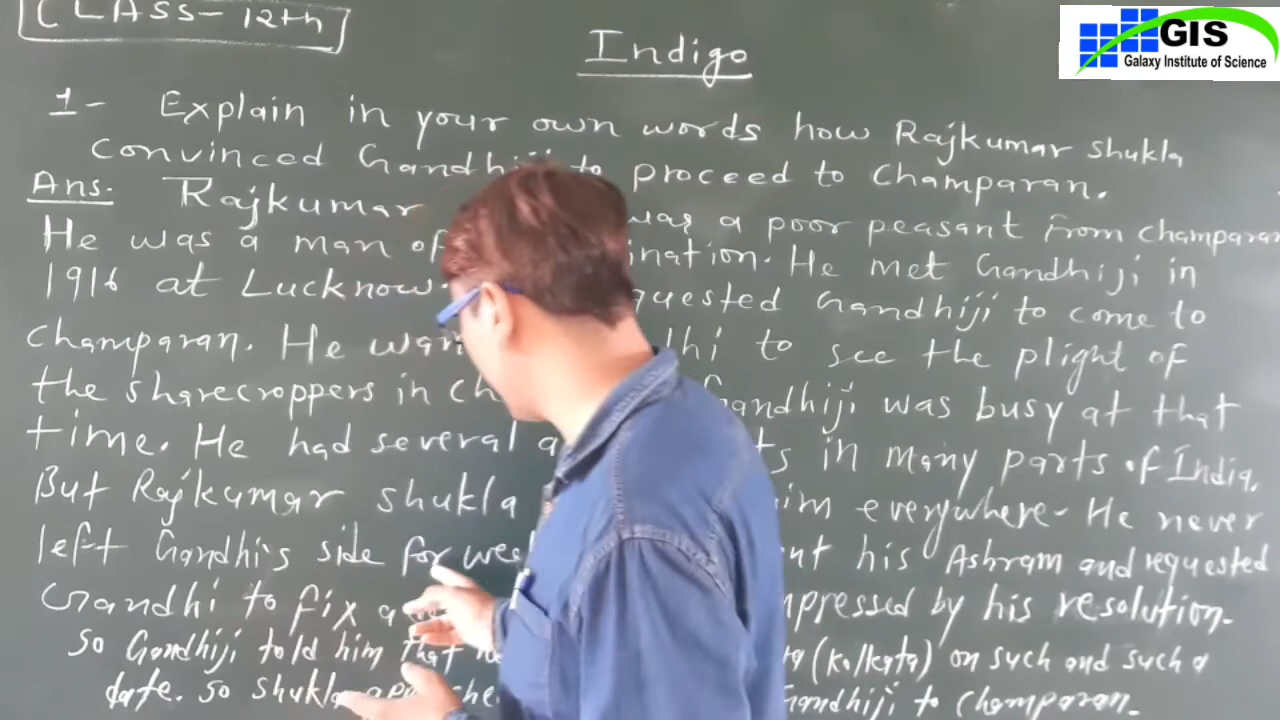 CLASS-12th
GIS
Galaxy Institute of Science
Indigo
1- Explain in your own words how Rajkumar shukla
convinced Gandhiji to proceed to Champaran.
Ans. Rajkumar was a poor peasant from champaran
He was a man of He met Gandhiji in
1916 at Lucknow. Gandhiji to come to
champaran. He to see the plight of
the sharecroppers in Gandhiji was busy at that
time. He had several in many parts of India.
But Rajkumar shukla him everywhere- He never
left Gandhi's side for his Ashram and requested
Gandhi to fix a by his resolution.
So Gandhiji told him that (Kolkata) on such and such a
date. So shukla Gandhiji to Champaran.